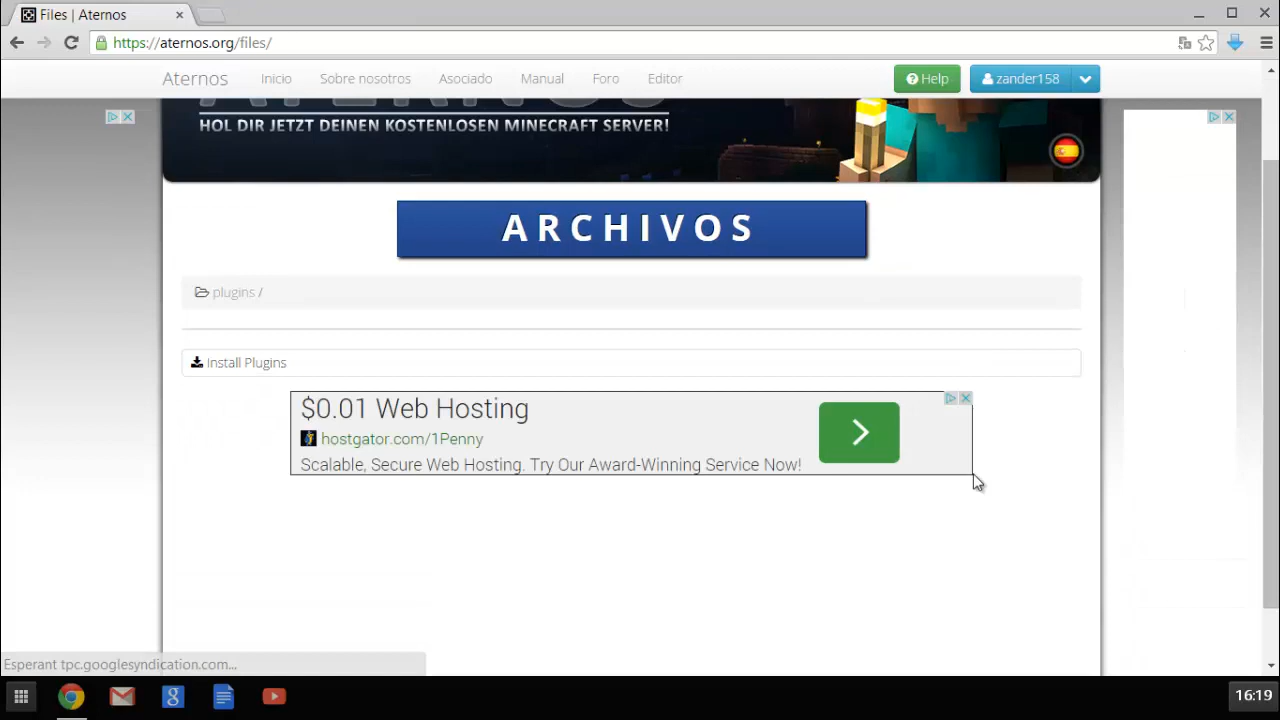 Files | Aternos
https://aternos.org/files/
Aternos Inicio Sobre nosotros Asociado Manual Foro Editor Help zander158
HOL DIR JETZT DEINEN KOSTENLOSEN MINECRAFT SERVER!
ARCHIVOS
plugins /
Install Plugins
$0.01 Web Hosting
hostgator.com/1Penny
Scalable, Secure Web Hosting. Try Our Award-Winning Service Now!
Esperant tpc.googlesyndication.com...
16:19